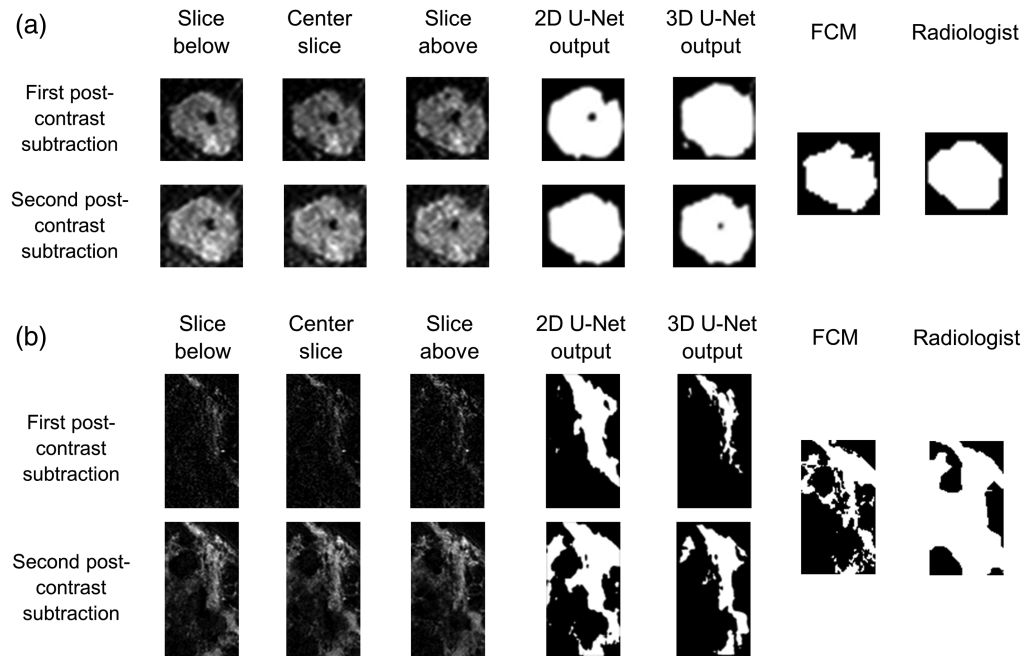 (a)
Slice
below
Center
slice
Slice
above
2D U-Net
output
3D U-Net
output
FCM
Radiologist
First post-
contrast
subtraction
Second post-
contrast
subtraction
(b)
Slice
below
Center
slice
Slice
above
2D U-Net
output
3D U-Net
output
FCM
Radiologist
First post-
contrast
subtraction
Second post-
contrast
subtraction